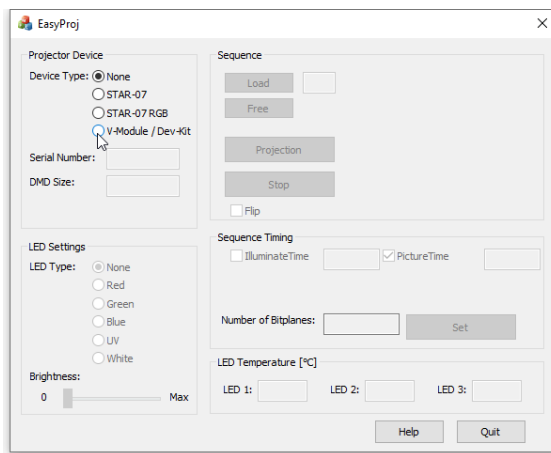 EasyProj
Projector Device
Device Type: None
STAR-07
STAR-07 RGB
V-Module / Dev-Kit
Serial Number:
DMD Size:
Sequence
Load
Free
Projection
Stop
Flip
LED Settings
LED Type: None
Red
Green
Blue
UV
White
Brightness:
0 Max
Sequence Timing
IlluminateTime PictureTime
Number of Bitplanes: Set
LED Temperature [°C]
LED 1: LED 2: LED 3:
Help Quit